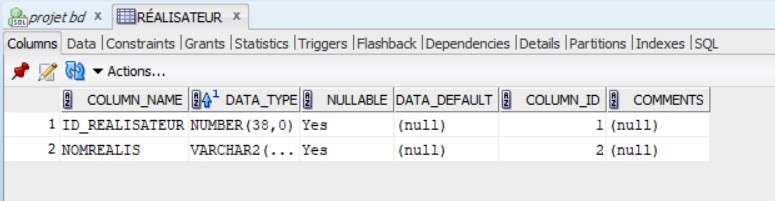 projet bd x RÉALISATEUR x
Columns Data Constraints Grants Statistics Triggers Flashback Dependencies Details Partitions Indexes SQL
Actions...
COLUMN_NAME 1 DATA_TYPE NULLABLE DATA_DEFAULT COLUMN_ID COMMENTS
1 ID_REALISATEUR NUMBER(38,0) Yes (null) 1 (null)
2 NOMREALIS VARCHAR2(... Yes (null) 2 (null)